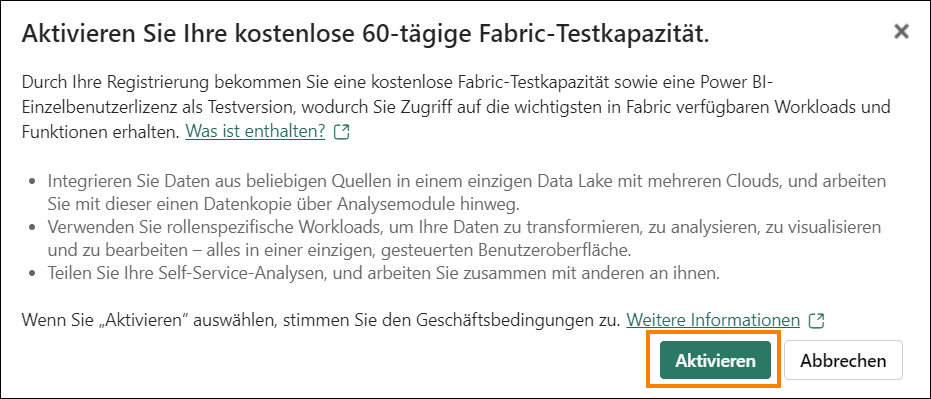 Aktivieren Sie Ihre kostenlose 60-tägige Fabric-Testkapazität.
Durch Ihre Registrierung bekommen Sie eine kostenlose Fabric-Testkapazität sowie eine Power BI-
Einzelbenutzerlizenz als Testversion, wodurch Sie Zugriff auf die wichtigsten in Fabric verfügbaren Workloads und
Funktionen erhalten. Was ist enthalten?
• Integrieren Sie Daten aus beliebigen Quellen in einem einzigen Data Lake mit mehreren Clouds, und arbeiten
Sie mit dieser einen Datenkopie über Analysemodule hinweg.
• Verwenden Sie rollenspezifische Workloads, um Ihre Daten zu transformieren, zu analysieren, zu visualisieren
und zu bearbeiten – alles in einer einzigen, gesteuerten Benutzeroberfläche.
• Teilen Sie Ihre Self-Service-Analysen, und arbeiten Sie zusammen mit anderen an ihnen.
Wenn Sie „Aktivieren“ auswählen, stimmen Sie den Geschäftsbedingungen zu. Weitere Informationen
Aktivieren Abbrechen